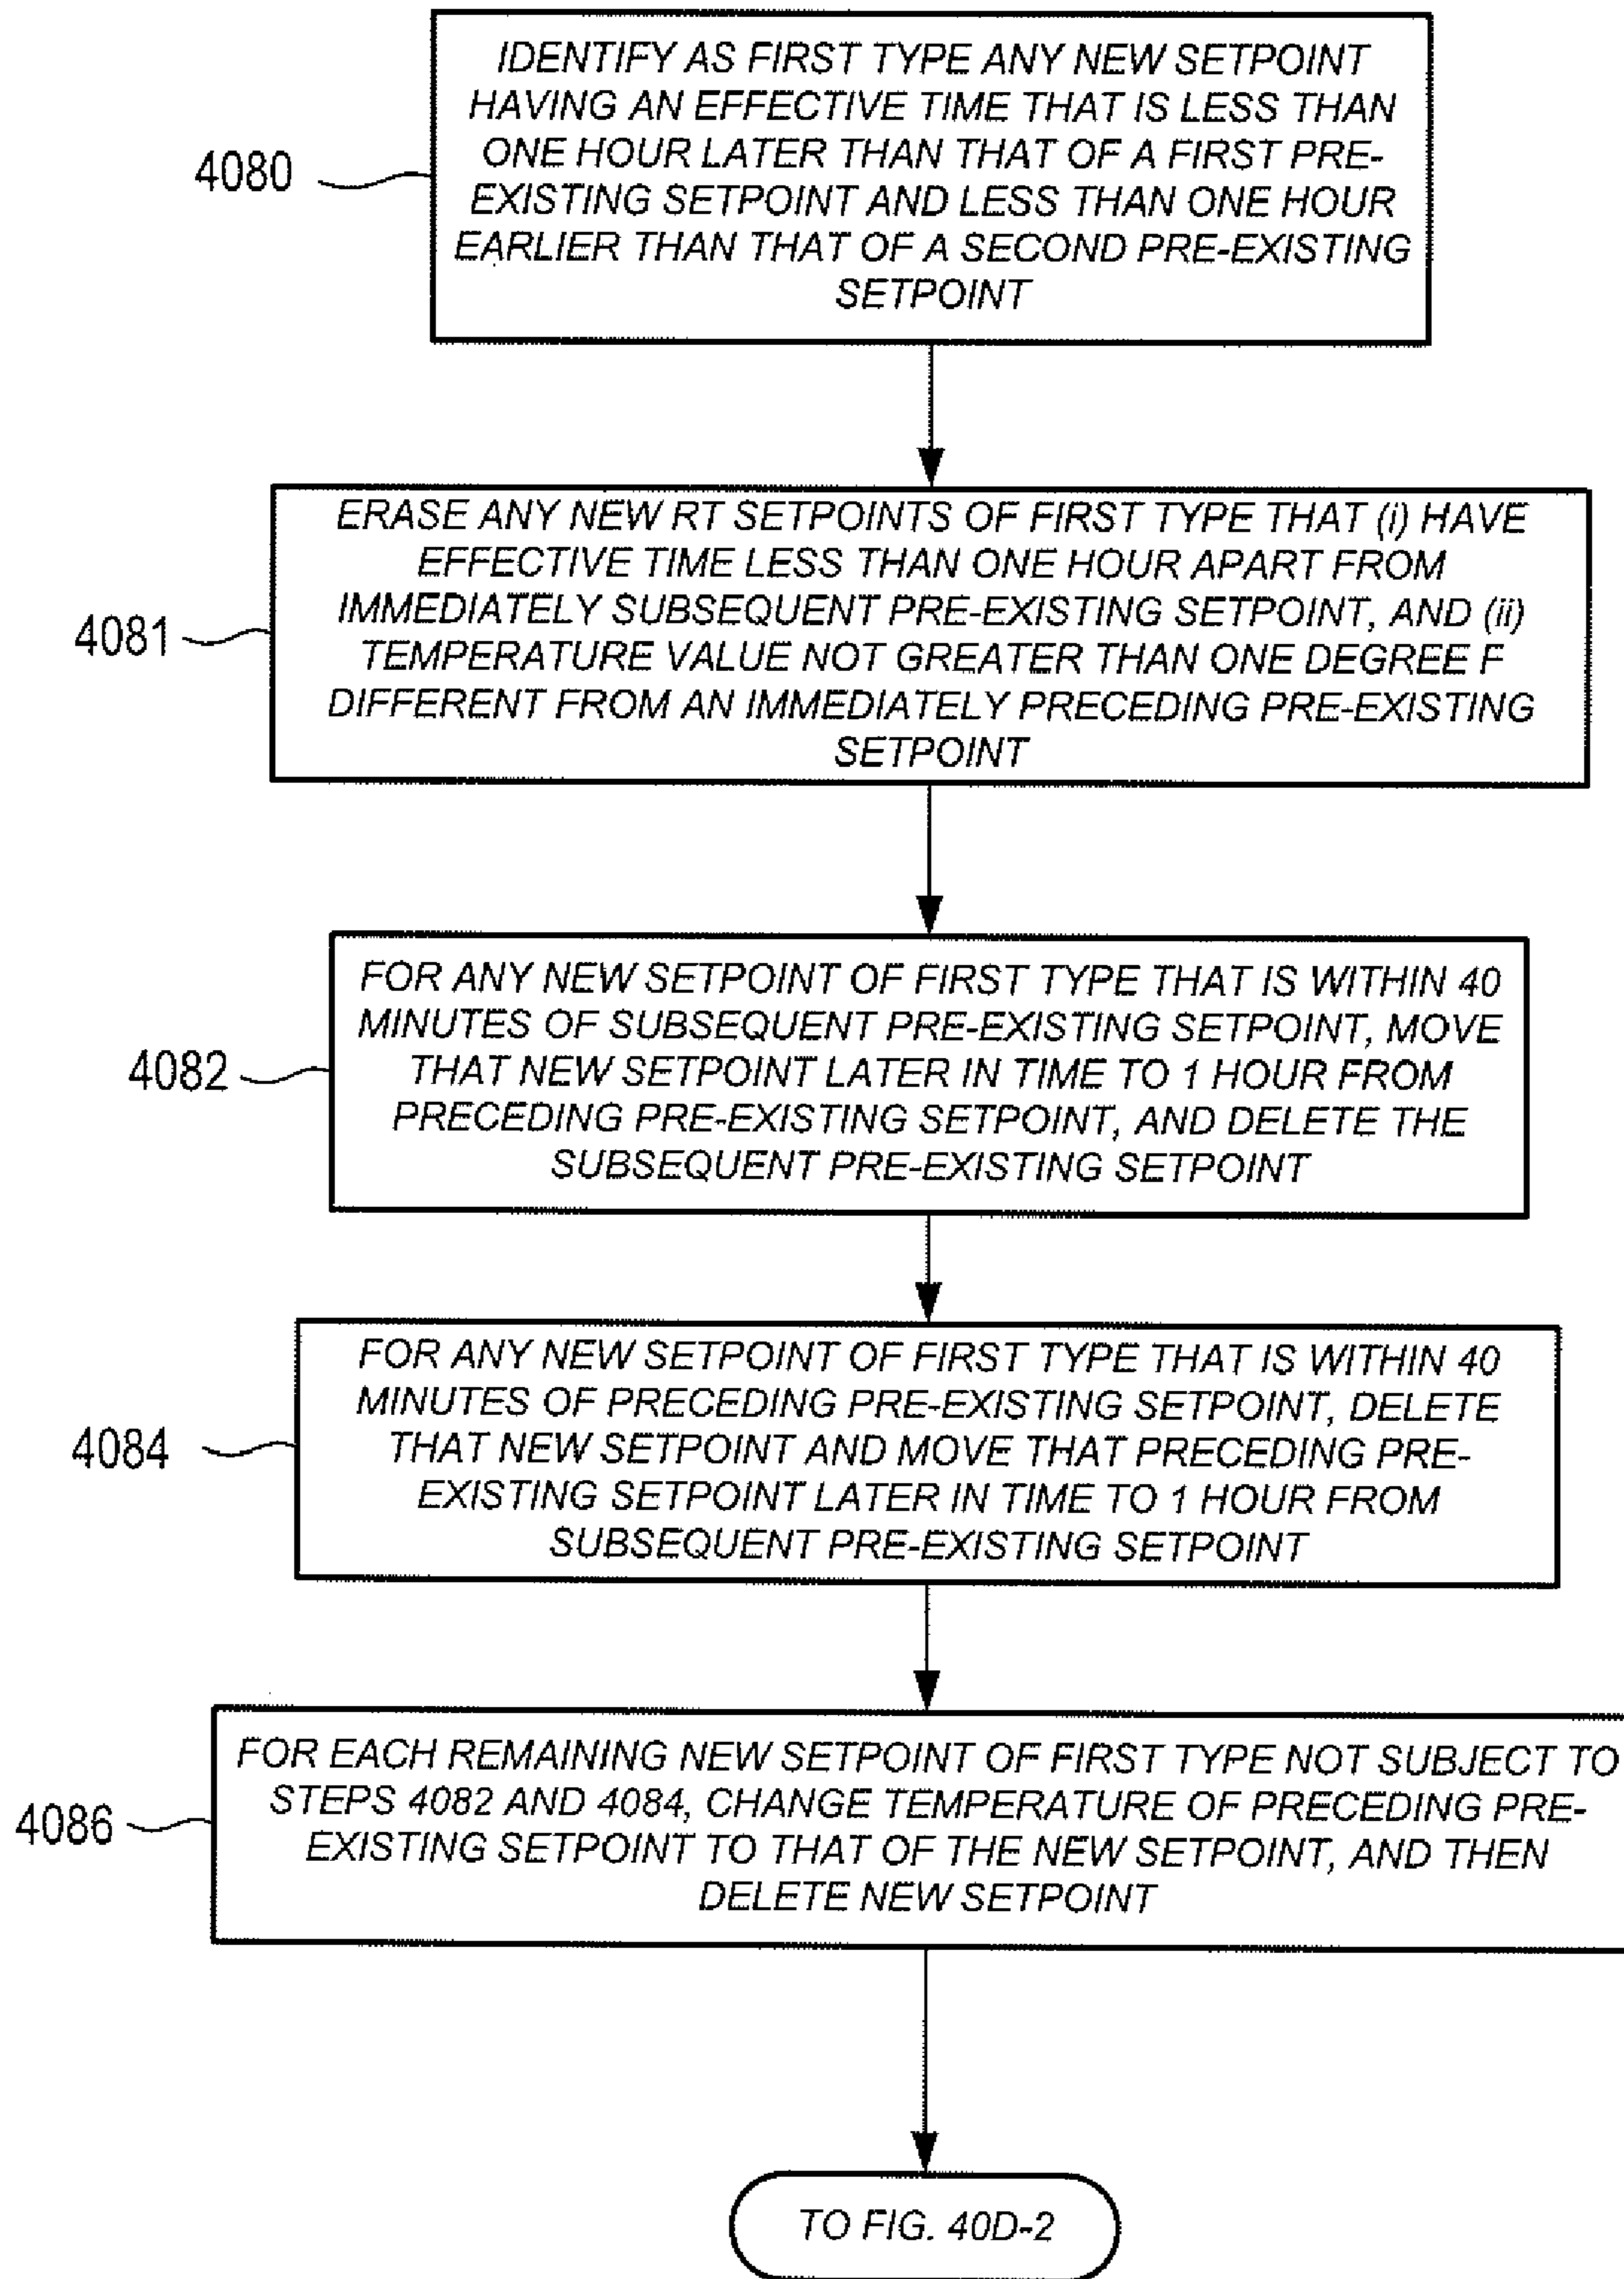 IDENTIFY AS FIRST TYPE ANY NEW SETPOINT
HAVING AN EFFECTIVE TIME THAT IS LESS THAN
ONE HOUR LATER THAN THAT OF A FIRST PRE-
EXISTING SETPOINT AND LESS THAN ONE HOUR
EARLIER THAN THAT OF A SECOND PRE-EXISTING
SETPOINT
4080
ERASE ANY NEW RT SETPOINTS OF FIRST TYPE THAT (i) HAVE
EFFECTIVE TIME LESS THAN ONE HOUR APART FROM
IMMEDIATELY SUBSEQUENT PRE-EXISTING SETPOINT, AND (ii)
TEMPERATURE VALUE NOT GREATER THAN ONE DEGREE F
DIFFERENT FROM AN IMMEDIATELY PRECEDING PRE-EXISTING
SETPOINT
4081
FOR ANY NEW SETPOINT OF FIRST TYPE THAT IS WITHIN 40
MINUTES OF SUBSEQUENT PRE-EXISTING SETPOINT, MOVE
THAT NEW SETPOINT LATER IN TIME TO 1 HOUR FROM
PRECEDING PRE-EXISTING SETPOINT, AND DELETE THE
SUBSEQUENT PRE-EXISTING SETPOINT
4082
FOR ANY NEW SETPOINT OF FIRST TYPE THAT IS WITHIN 40
MINUTES OF PRECEDING PRE-EXISTING SETPOINT, DELETE
THAT NEW SETPOINT AND MOVE THAT PRECEDING PRE-
EXISTING SETPOINT LATER IN TIME TO 1 HOUR FROM
SUBSEQUENT PRE-EXISTING SETPOINT
4084
FOR EACH REMAINING NEW SETPOINT OF FIRST TYPE NOT SUBJECT TO
STEPS 4082 AND 4084, CHANGE TEMPERATURE OF PRECEDING PRE-
EXISTING SETPOINT TO THAT OF THE NEW SETPOINT, AND THEN
DELETE NEW SETPOINT
4086
TO FIG. 40D-2